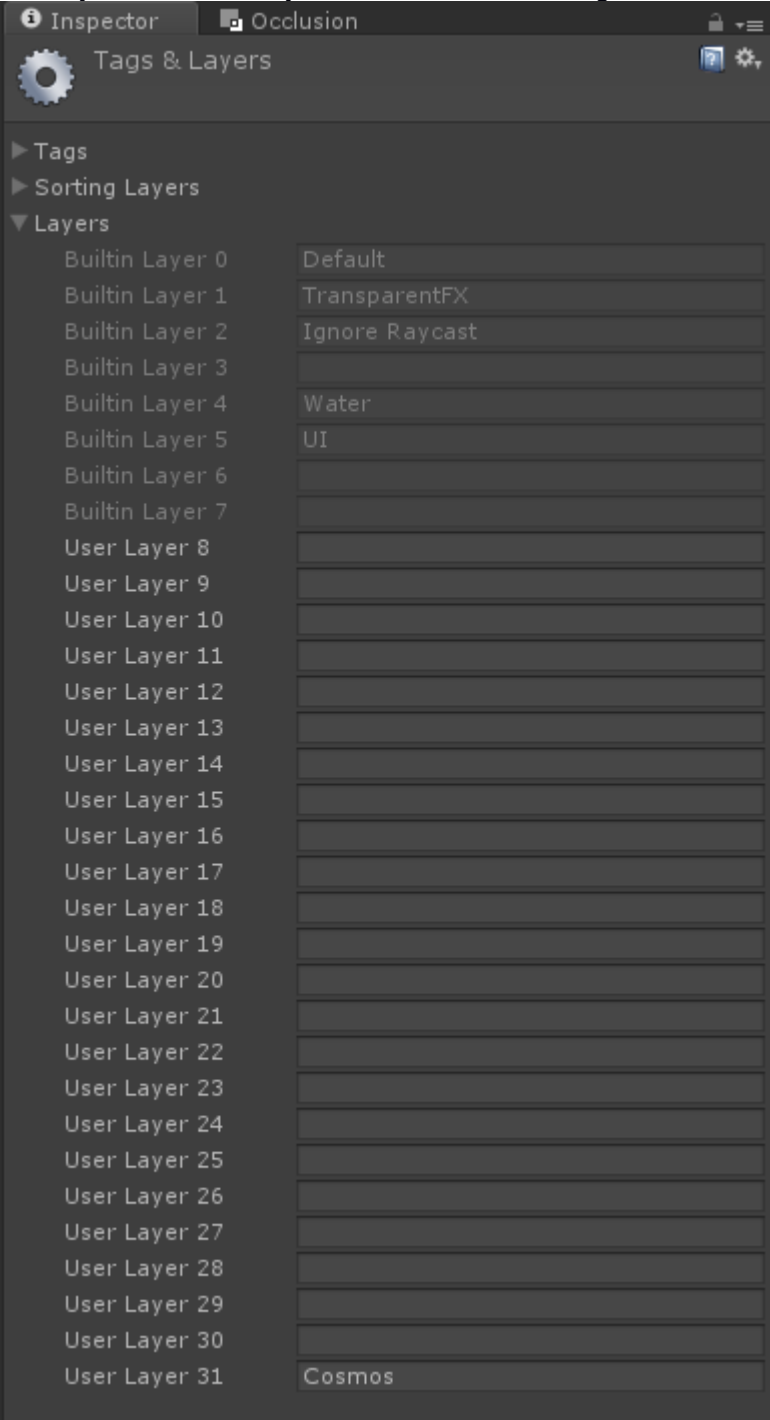 Inspector Occlusion
Tags & Layers
Tags
Sorting Layers
Layers
Builtin Layer 0 Default
Builtin Layer 1 TransparentFX
Builtin Layer 2 Ignore Raycast
Builtin Layer 3
Builtin Layer 4 Water
Builtin Layer 5 UI
Builtin Layer 6
Builtin Layer 7
User Layer 8
User Layer 9
User Layer 10
User Layer 11
User Layer 12
User Layer 13
User Layer 14
User Layer 15
User Layer 16
User Layer 17
User Layer 18
User Layer 19
User Layer 20
User Layer 21
User Layer 22
User Layer 23
User Layer 24
User Layer 25
User Layer 26
User Layer 27
User Layer 28
User Layer 29
User Layer 30
User Layer 31 Cosmos